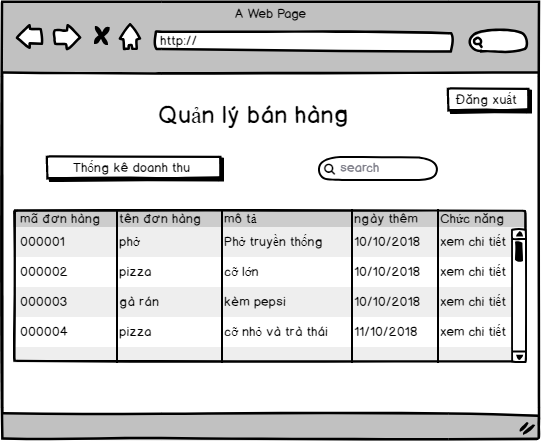 A Web Page
http://
Đăng xuất
Quản lý bán hàng
Thống kê doanh thu
search
mã đơn hàng tên đơn hàng mô tả ngày thêm Chức năng
000001 phở Phở truyền thống 10/10/2018 xem chi tiết
000002 pizza cỡ lớn 10/10/2018 xem chi tiết
000003 gà rán kèm pepsi 10/10/2018 xem chi tiết
000004 pizza cỡ nhỏ và trà thái 11/10/2018 xem chi tiết